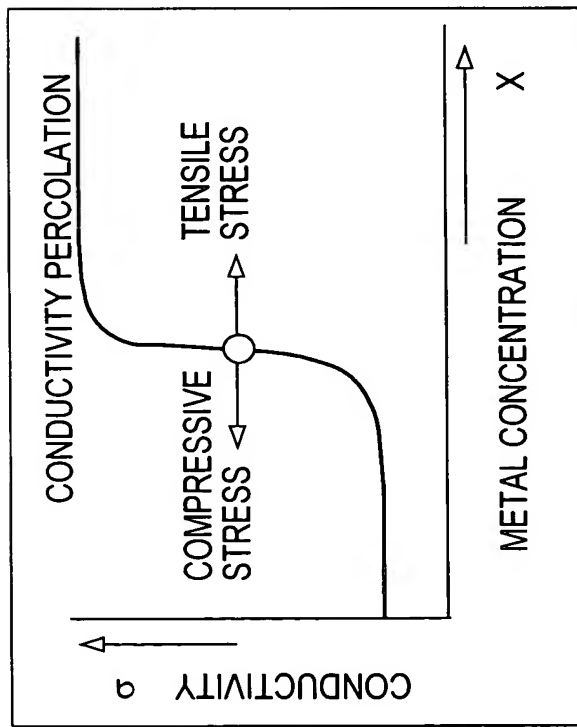 CONDUCTIVITY PERCOLATION
COMPRESSIVE
STRESS
TENSILE
STRESS
CONDUCTIVITY σ
METAL CONCENTRATION X